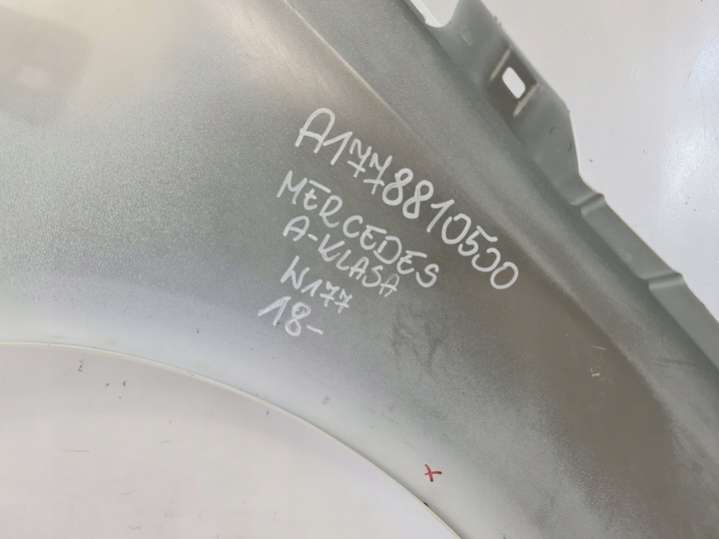 A1778810500
MERCEDES
A-KLASA
W177
18-